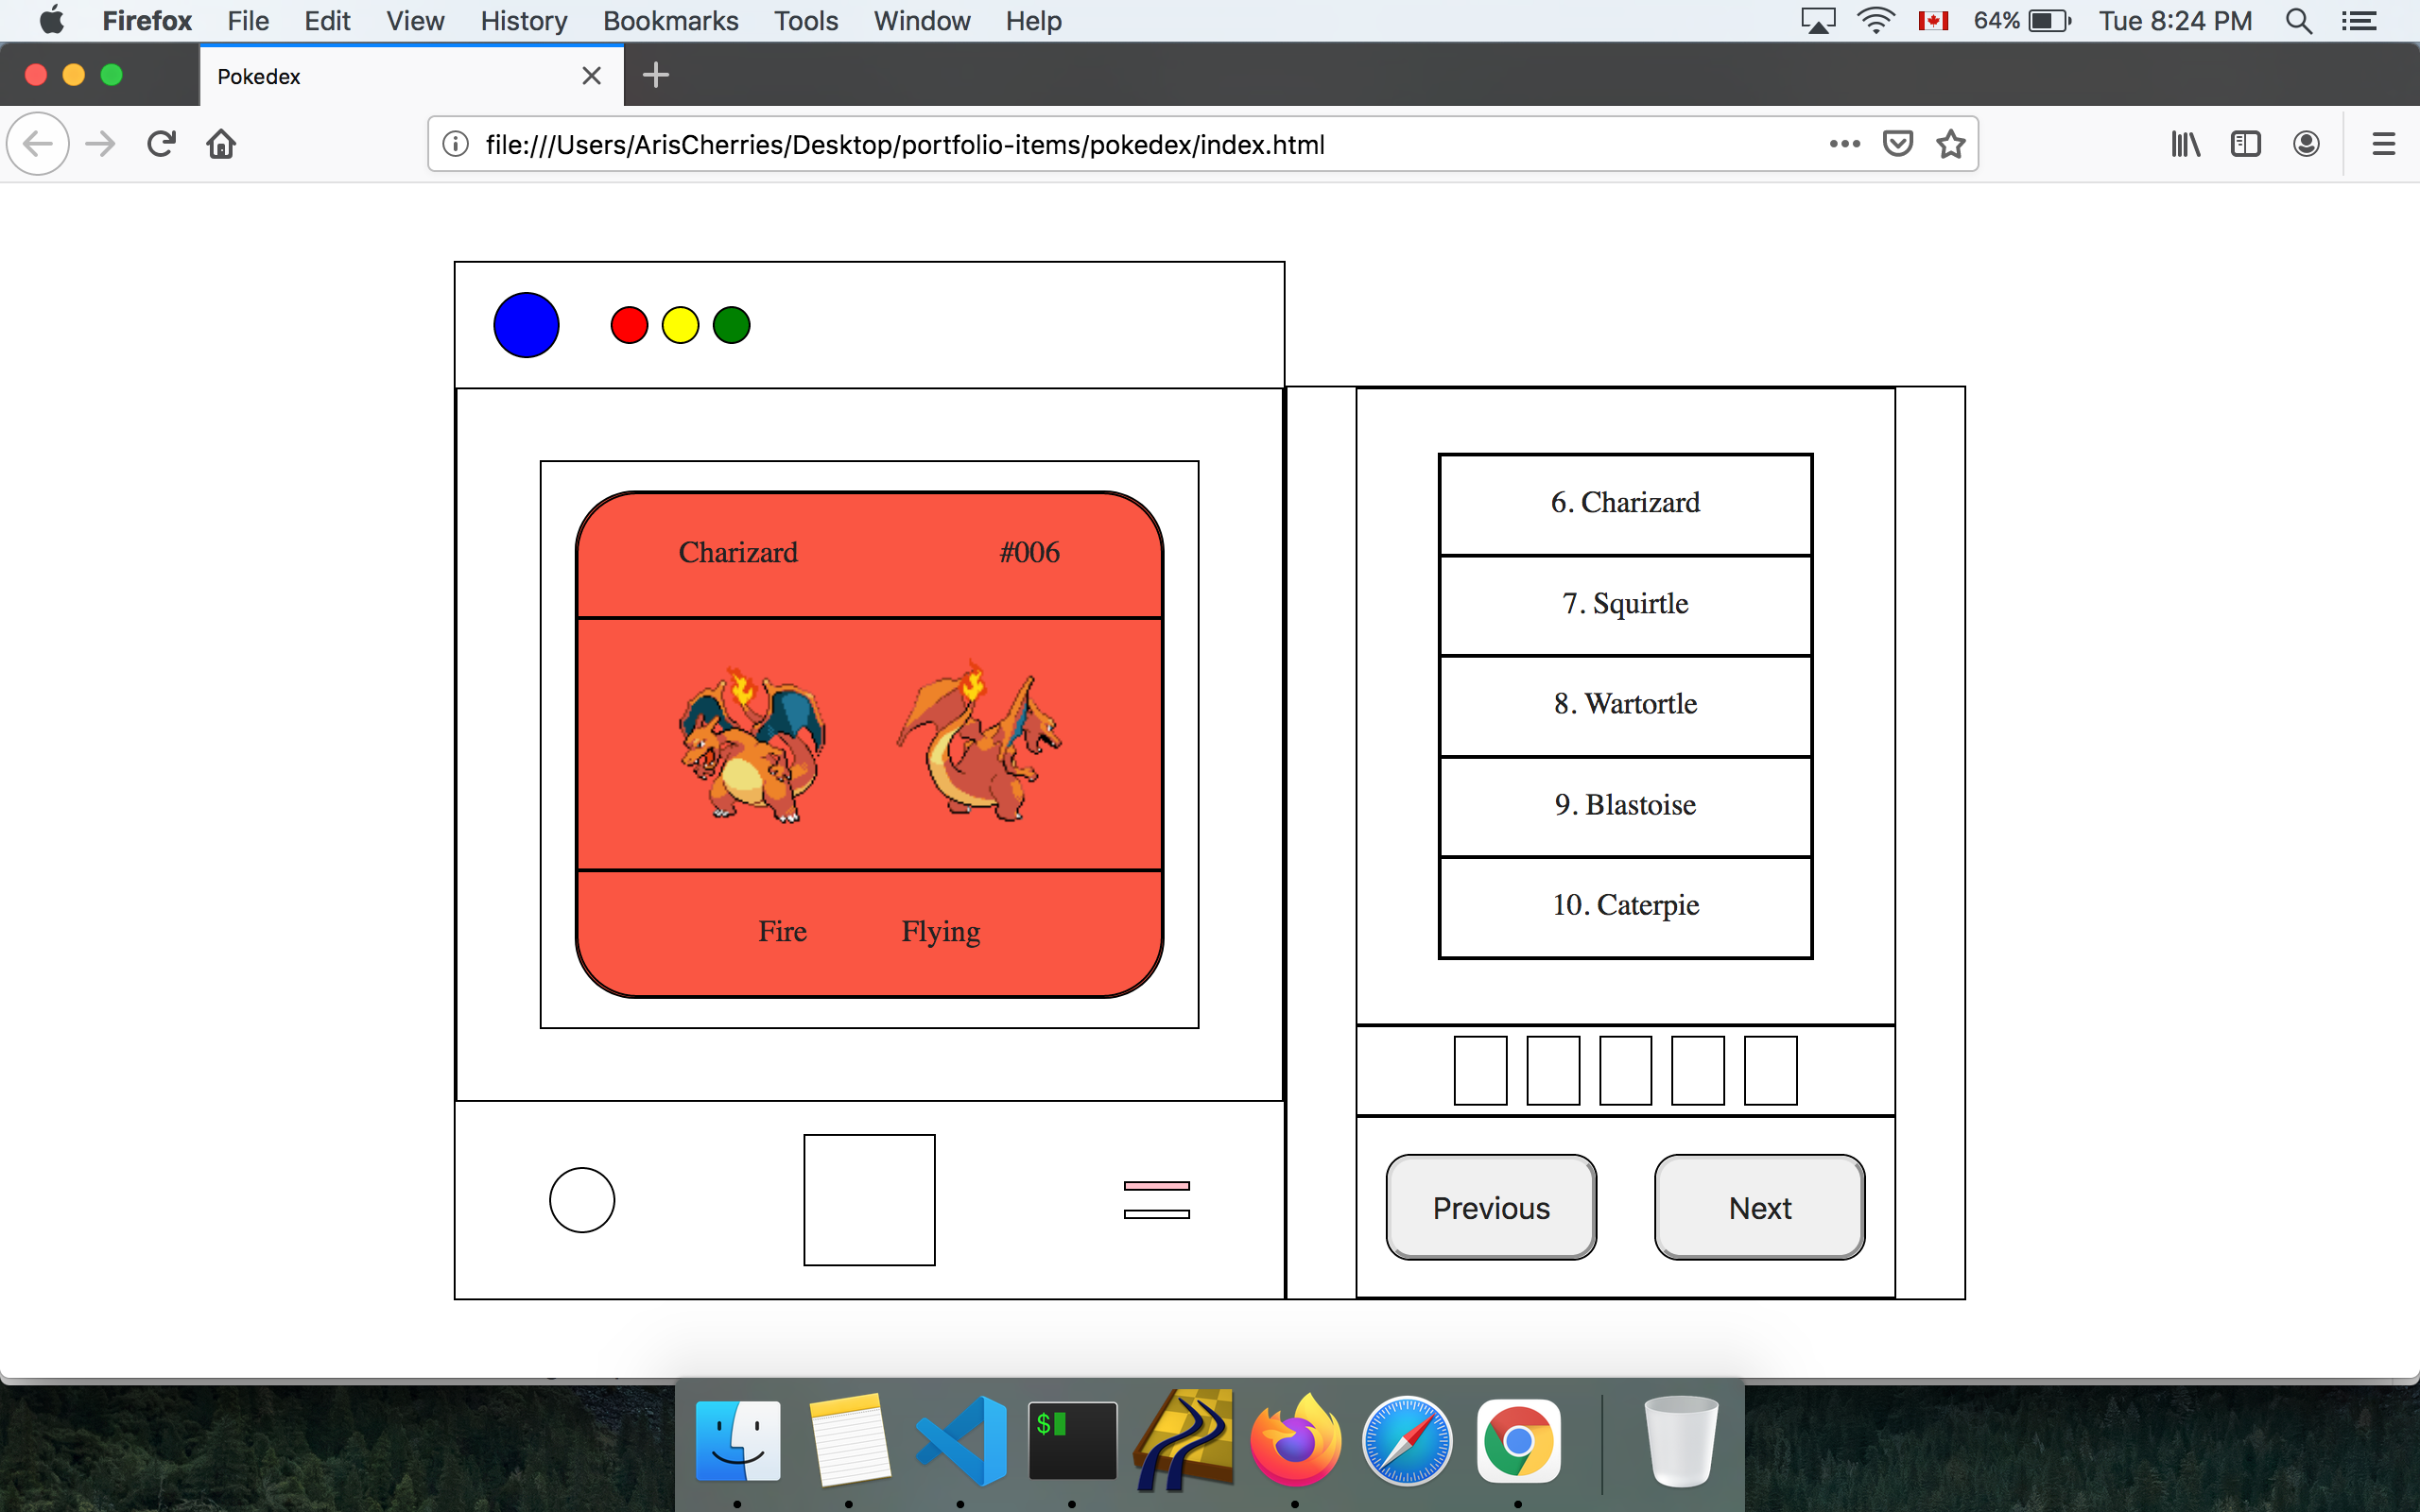 Firefox File Edit View History Bookmarks Tools Window Help 64% Tue 8:24 PM
Pokedex
file:///Users/ArisCherries/Desktop/portfolio-items/pokedex/index.html
Charizard #006
Fire Flying
6. Charizard
7. Squirtle
8. Wartortle
9. Blastoise
10. Caterpie
Previous Next
$